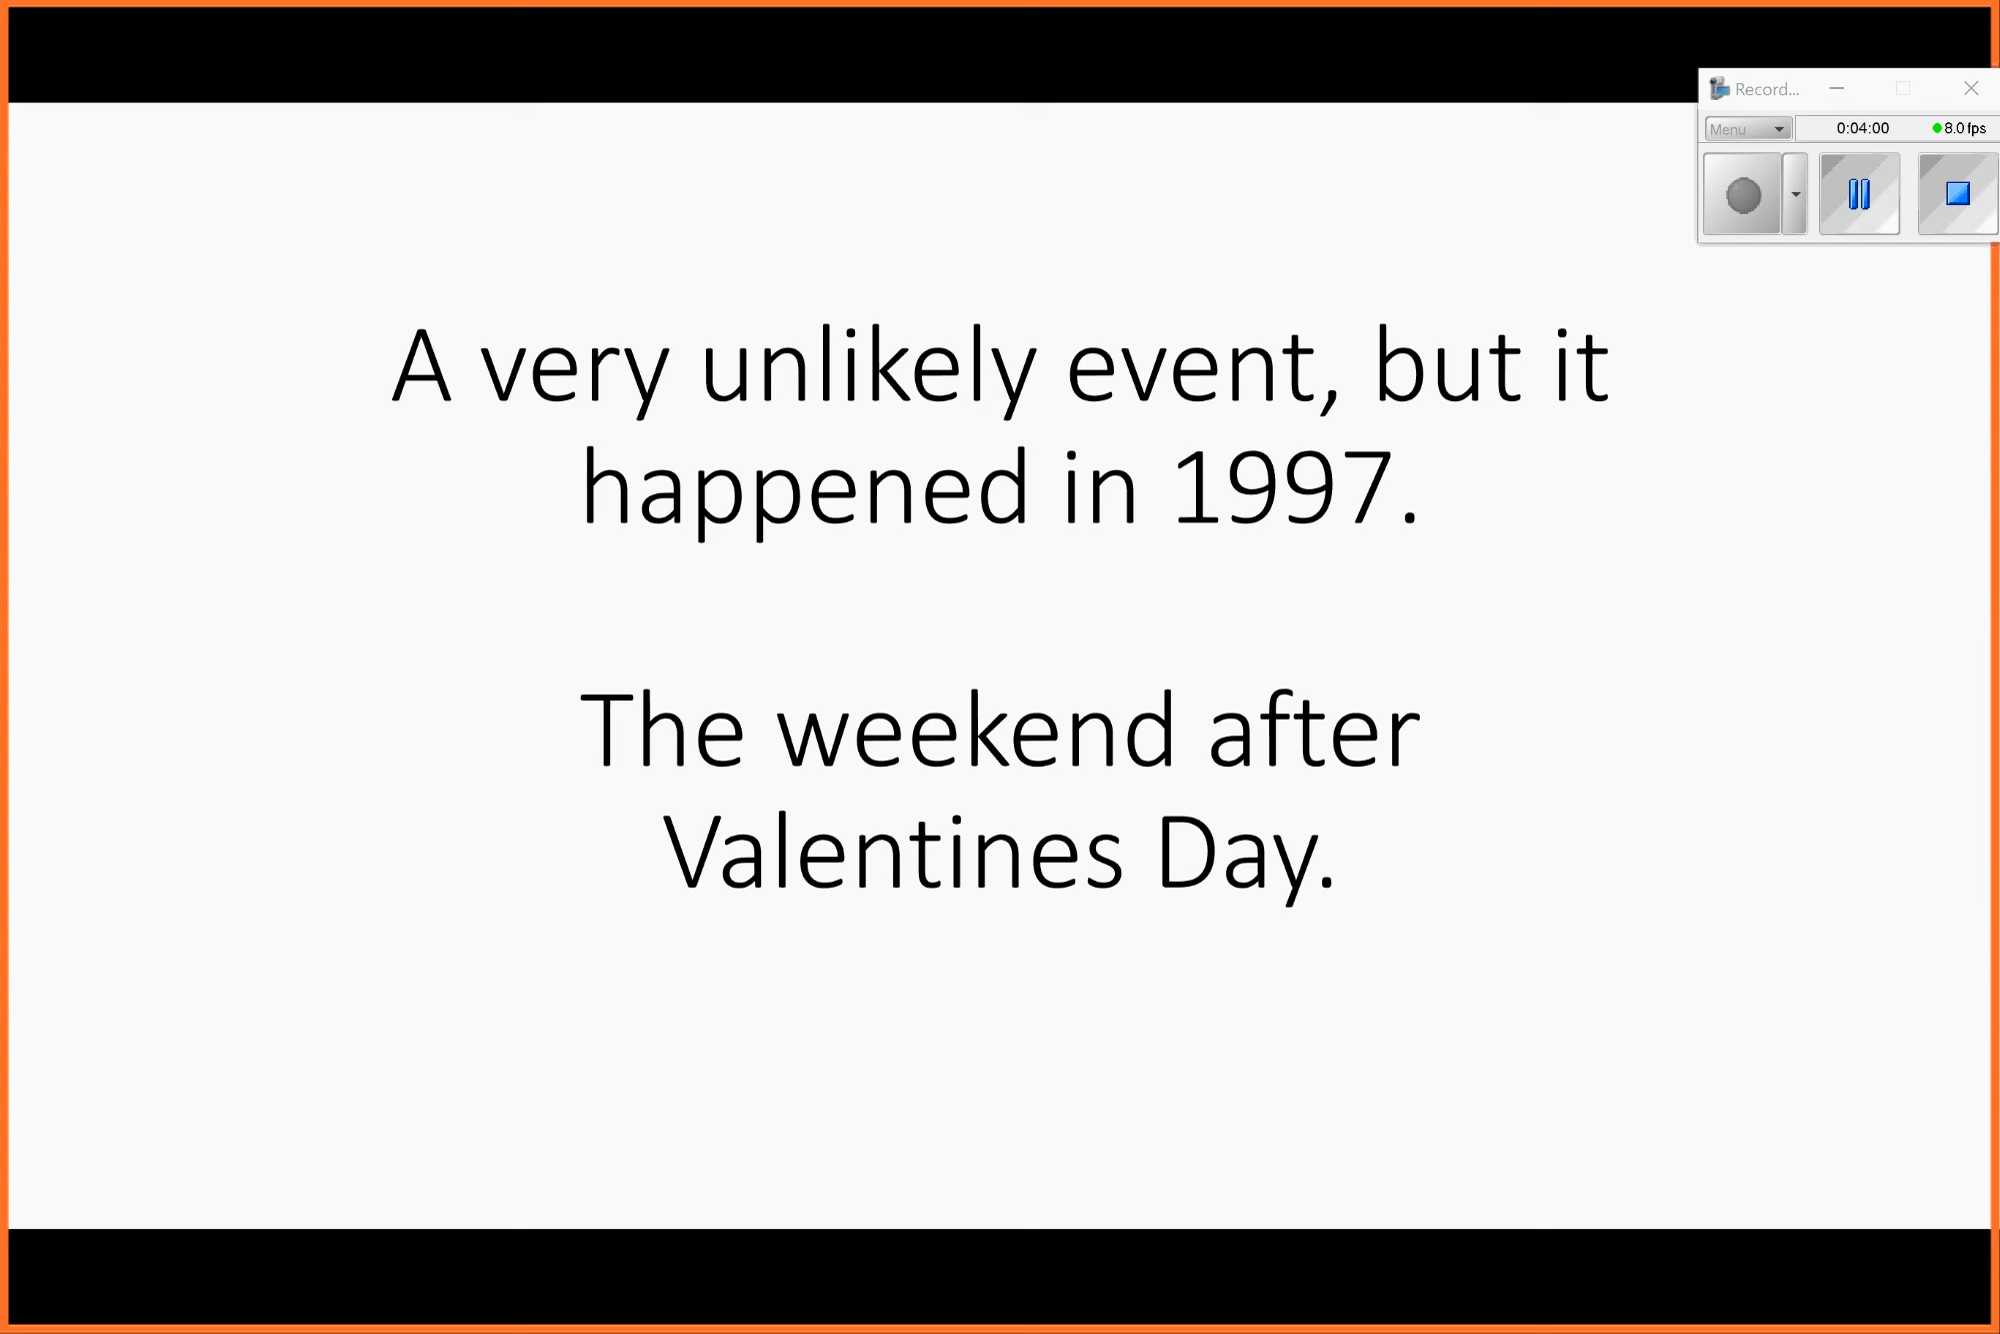 Record...
Menu
0:04:00
8.0 fps
A very unlikely event, but it
happened in 1997.
The weekend after
Valentines Day.